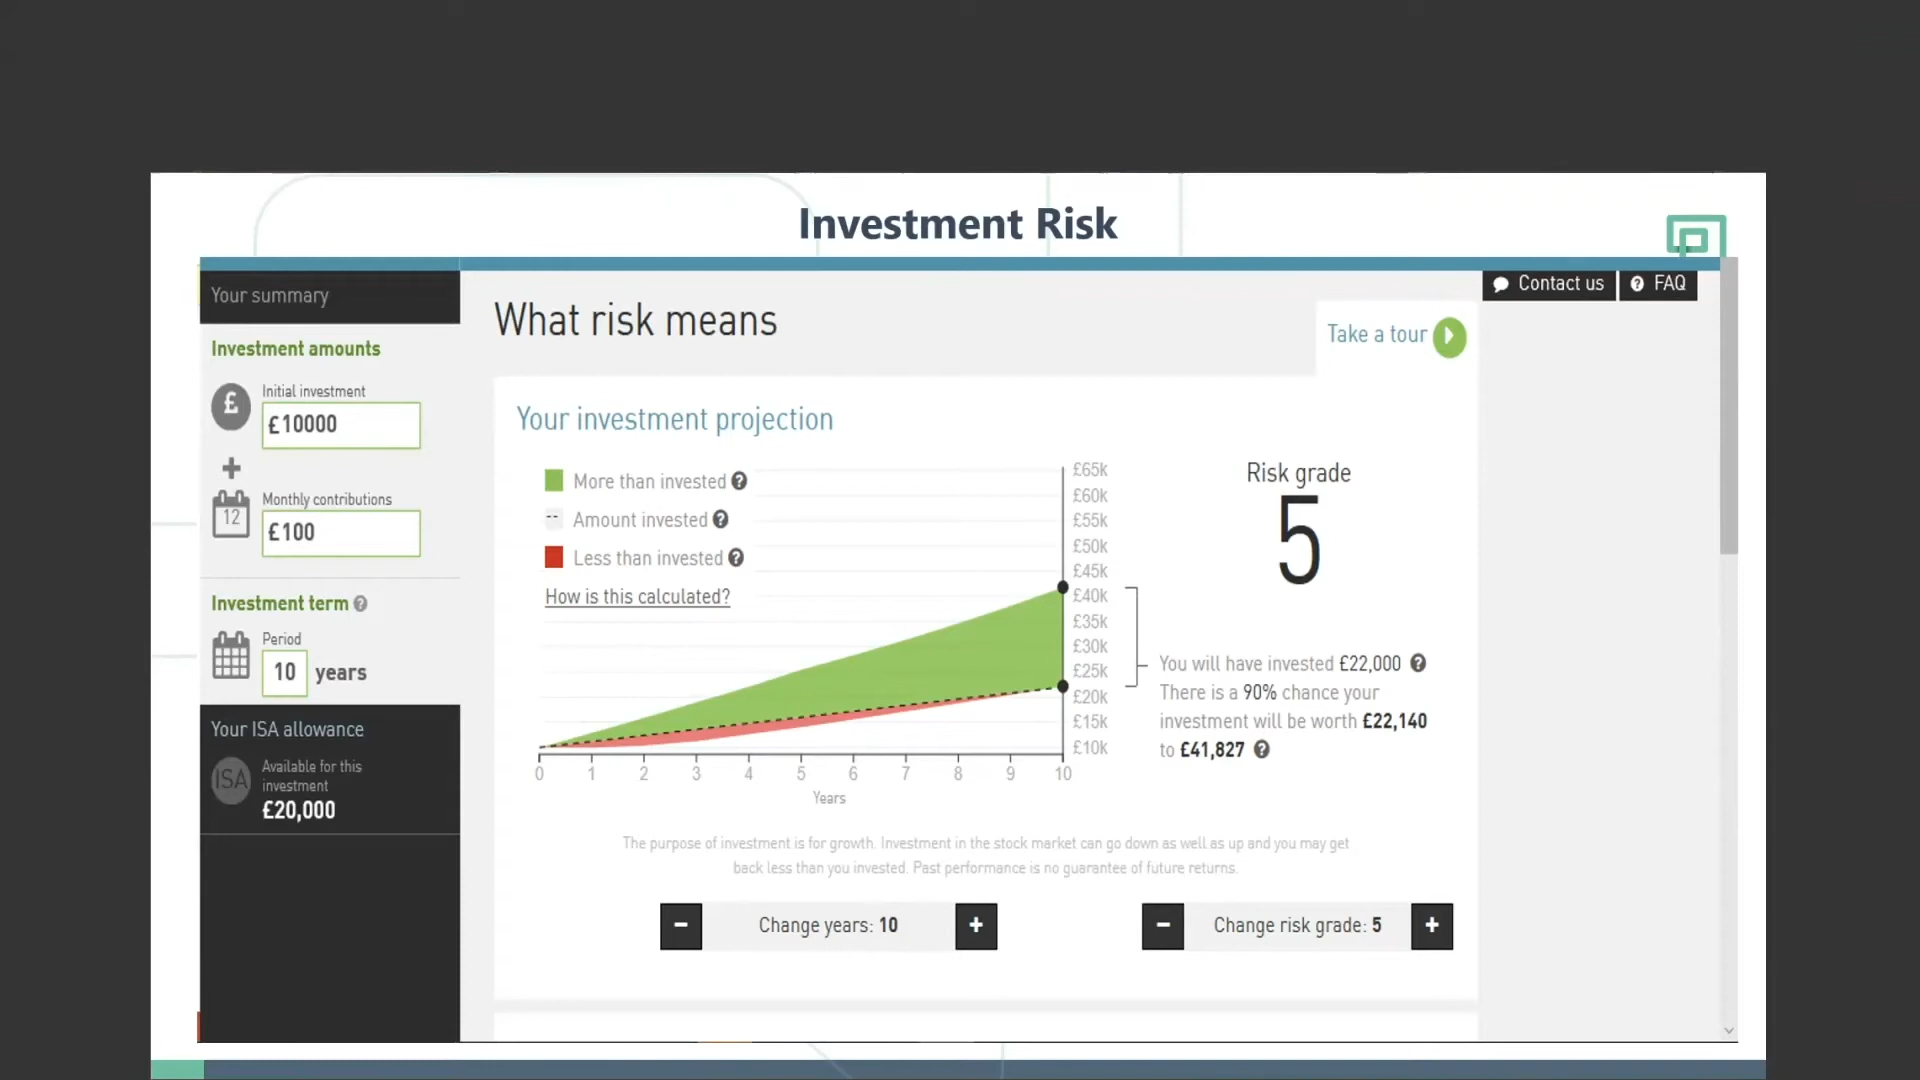 Investment Risk
Your summary
Investment amounts
£
Initial investment
£10000
+
12
Monthly contributions
£100
Investment term ?
Period
10 years
Your ISA allowance
ISA
Available for this
investment
£20,000
What risk means
Contact us
? FAQ
Take a tour
Your investment projection
More than invested ?
-- Amount invested ?
Less than invested ?
How is this calculated?
£65k
£60k
£55k
£50k
£45k
£40k
£35k
£30k
£25k
£20k
£15k
£10k
0 1 2 3 4 5 6 7 8 9 10
Years
Risk grade
5
You will have invested £22,000 ?
There is a 90% chance your
investment will be worth £22,140
to £41,827 ?
The purpose of investment is for growth. Investment in the stock market can go down as well as up and you may get
back less than you invested. Past performance is no guarantee of future returns.
− Change years: 10 +
− Change risk grade: 5 +